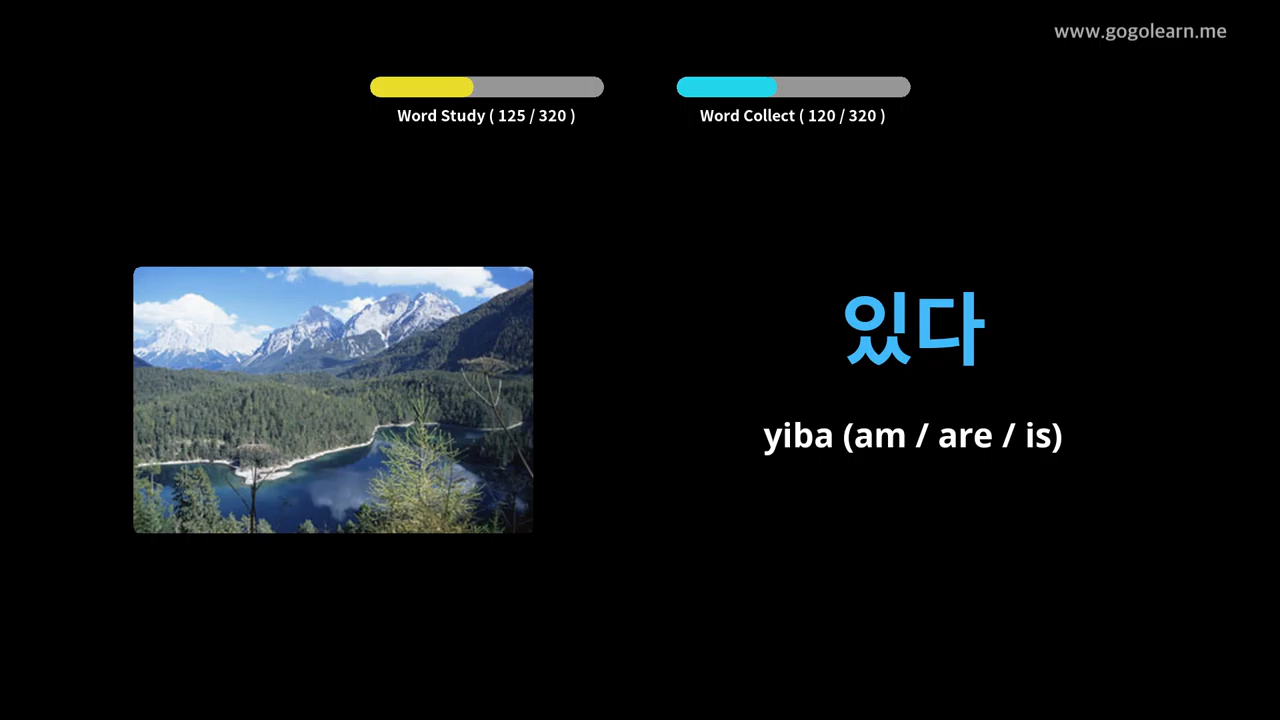 www.gogolearn.me
Word Study ( 125 / 320 )
Word Collect ( 120 / 320 )
있다
yiba (am / are / is)